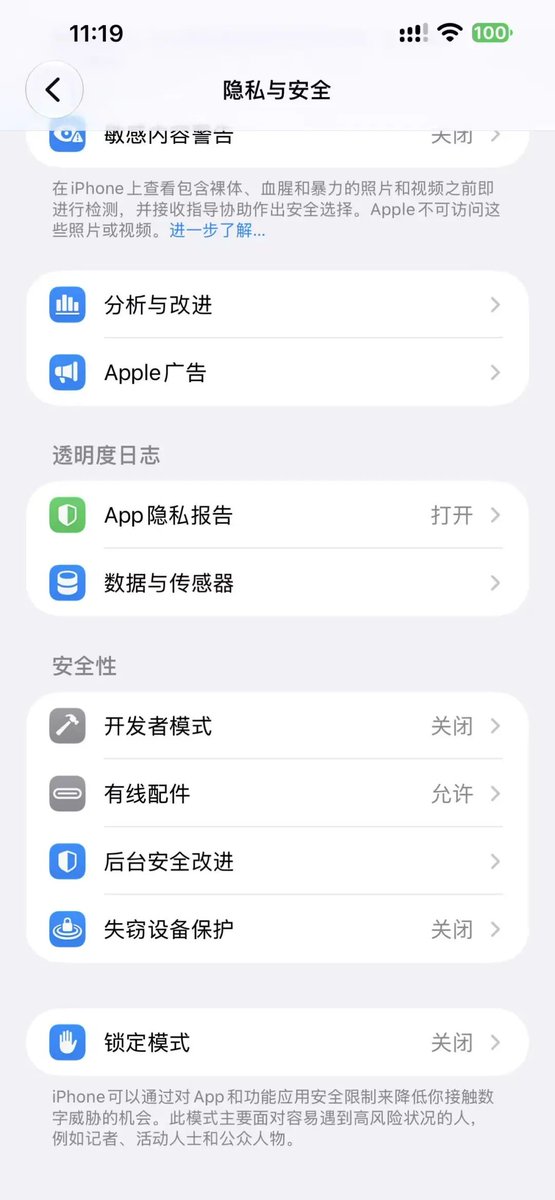 11:19
100
隐私与安全
敏感内容警告 关闭
在iPhone上查看包含裸体、血腥和暴力的照片和视频之前即
进行检测，并接收指导协助作出安全选择。Apple不可访问这
些照片或视频。进一步了解...
分析与改进
Apple广告
透明度日志
App隐私报告 打开
数据与传感器
安全性
开发者模式 关闭
有线配件 允许
后台安全改进
失窃设备保护 关闭
锁定模式 关闭
iPhone可以通过对App和功能应用安全限制来降低你接触数
字威胁的机会。此模式主要面对容易遇到高风险状况的人，
例如记者、活动人士和公众人物。